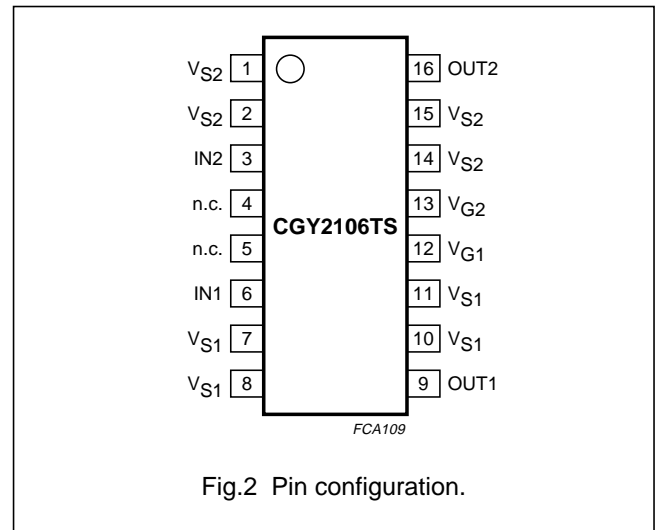 VS2 1 16 OUT2
VS2 2 15 VS2
IN2 3 14 VS2
n.c. 4 13 VG2
CGY2106TS
n.c. 5 12 VG1
IN1 6 11 VS1
VS1 7 10 VS1
VS1 8 9 OUT1
FCA109
Fig.2 Pin configuration.